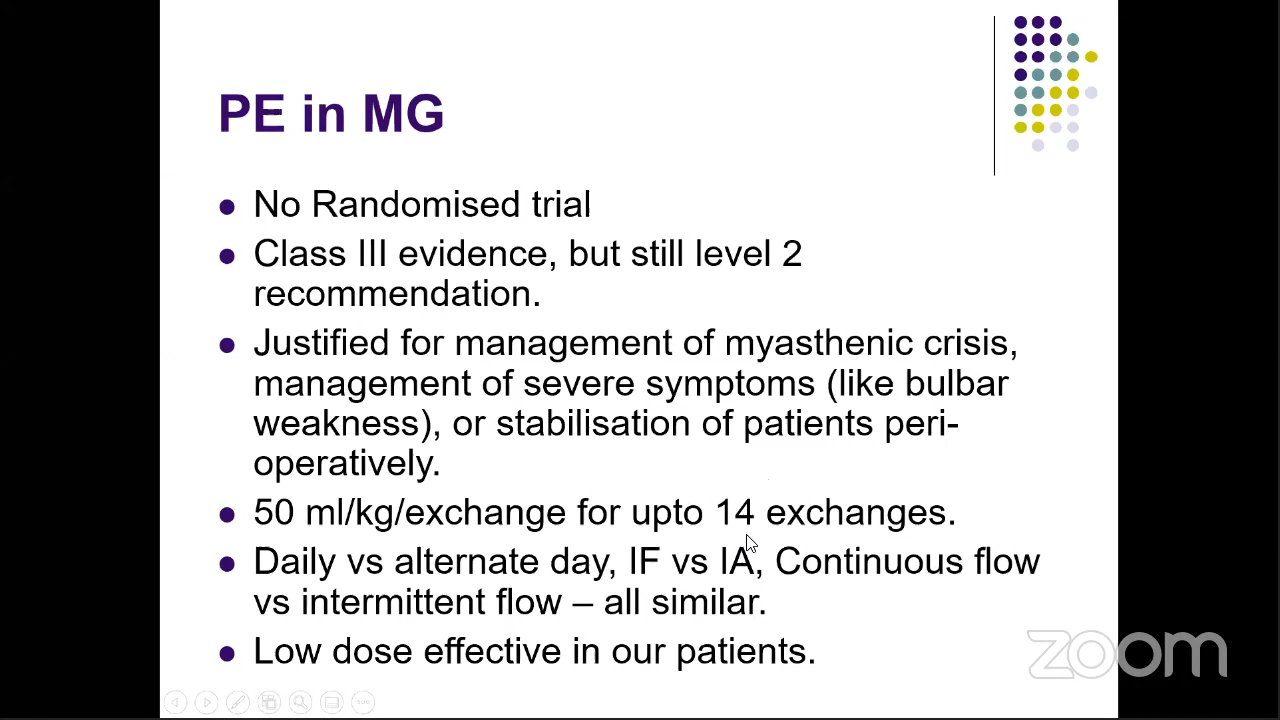 PE in MG
No Randomised trial
Class III evidence, but still level 2
recommendation.
Justified for management of myasthenic crisis,
management of severe symptoms (like bulbar
weakness), or stabilisation of patients peri-
operatively.
50 ml/kg/exchange for upto 14 exchanges.
Daily vs alternate day, IF vs IA, Continuous flow
vs intermittent flow – all similar.
Low dose effective in our patients.
zoom